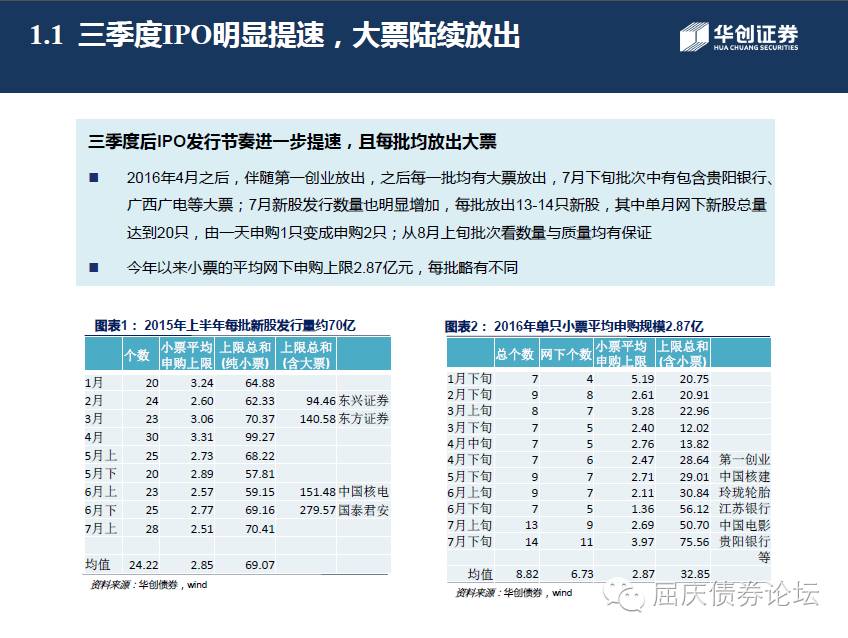 1.1 三季度IPO明显提速，大票陆续放出
华创证券
HUA CHUANG SECURITIES
三季度后IPO发行节奏进一步提速，且每批均放出大票
■ 2016年4月之后，伴随第一创业放出，之后每一批均有大票放出，7月下旬批次中有包含贵阳银行、
广西广电等大票；7月新股发行数量也明显增加，每批放出13-14只新股，其中单月网下新股总量
达到20只，由一天申购1只变成申购2只；从8月上旬批次看数量与质量均有保证
■ 今年以来小票的平均网下申购上限2.87亿元，每批略有不同
图表1： 2015年上半年每批新股发行量约70亿
个数 小票平均申购上限 上限总和(纯小票) 上限总和(含大票)
1月 20 3.24 64.88
2月 24 2.60 62.33 94.46 东兴证券
3月 23 3.06 70.37 140.58 东方证券
4月 30 3.31 99.27
5月上 25 2.73 68.22
5月下 20 2.89 57.81
6月上 23 2.57 59.15 151.48 中国核电
6月下 25 2.77 69.16 279.57 国泰君安
7月上 28 2.51 70.41
均值 24.22 2.85 69.07
资料来源：华创债券，wind
图表2： 2016年单只小票平均申购规模2.87亿
总个数 网下个数 小票平均申购上限 上限总和(含小票)
1月下旬 7 4 5.19 20.75
2月下旬 9 8 2.61 20.91
3月上旬 8 7 3.28 22.96
3月下旬 7 5 2.40 12.02
4月中旬 7 5 2.76 13.82
4月下旬 7 6 2.47 28.64 第一创业
5月下旬 9 7 2.71 29.01 中国核建
6月上旬 9 7 2.11 30.84 玲珑轮胎
6月下旬 7 5 1.36 56.12 江苏银行
7月上旬 13 9 2.69 50.70 中国电影
7月下旬 14 11 3.97 75.56 贵阳银行
等
均值 8.82 6.73 2.87 32.85
资料来源：华创债券，wind
屈庆债券论坛